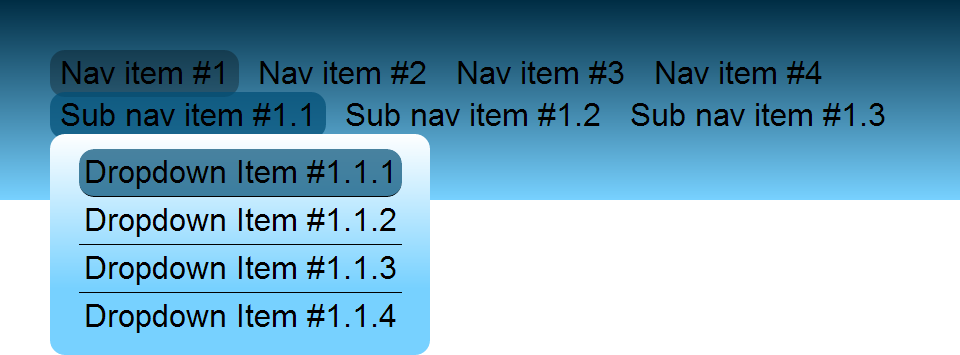 Nav item #1 Nav item #2 Nav item #3 Nav item #4
Sub nav item #1.1 Sub nav item #1.2 Sub nav item #1.3
Dropdown Item #1.1.1
Dropdown Item #1.1.2
Dropdown Item #1.1.3
Dropdown Item #1.1.4